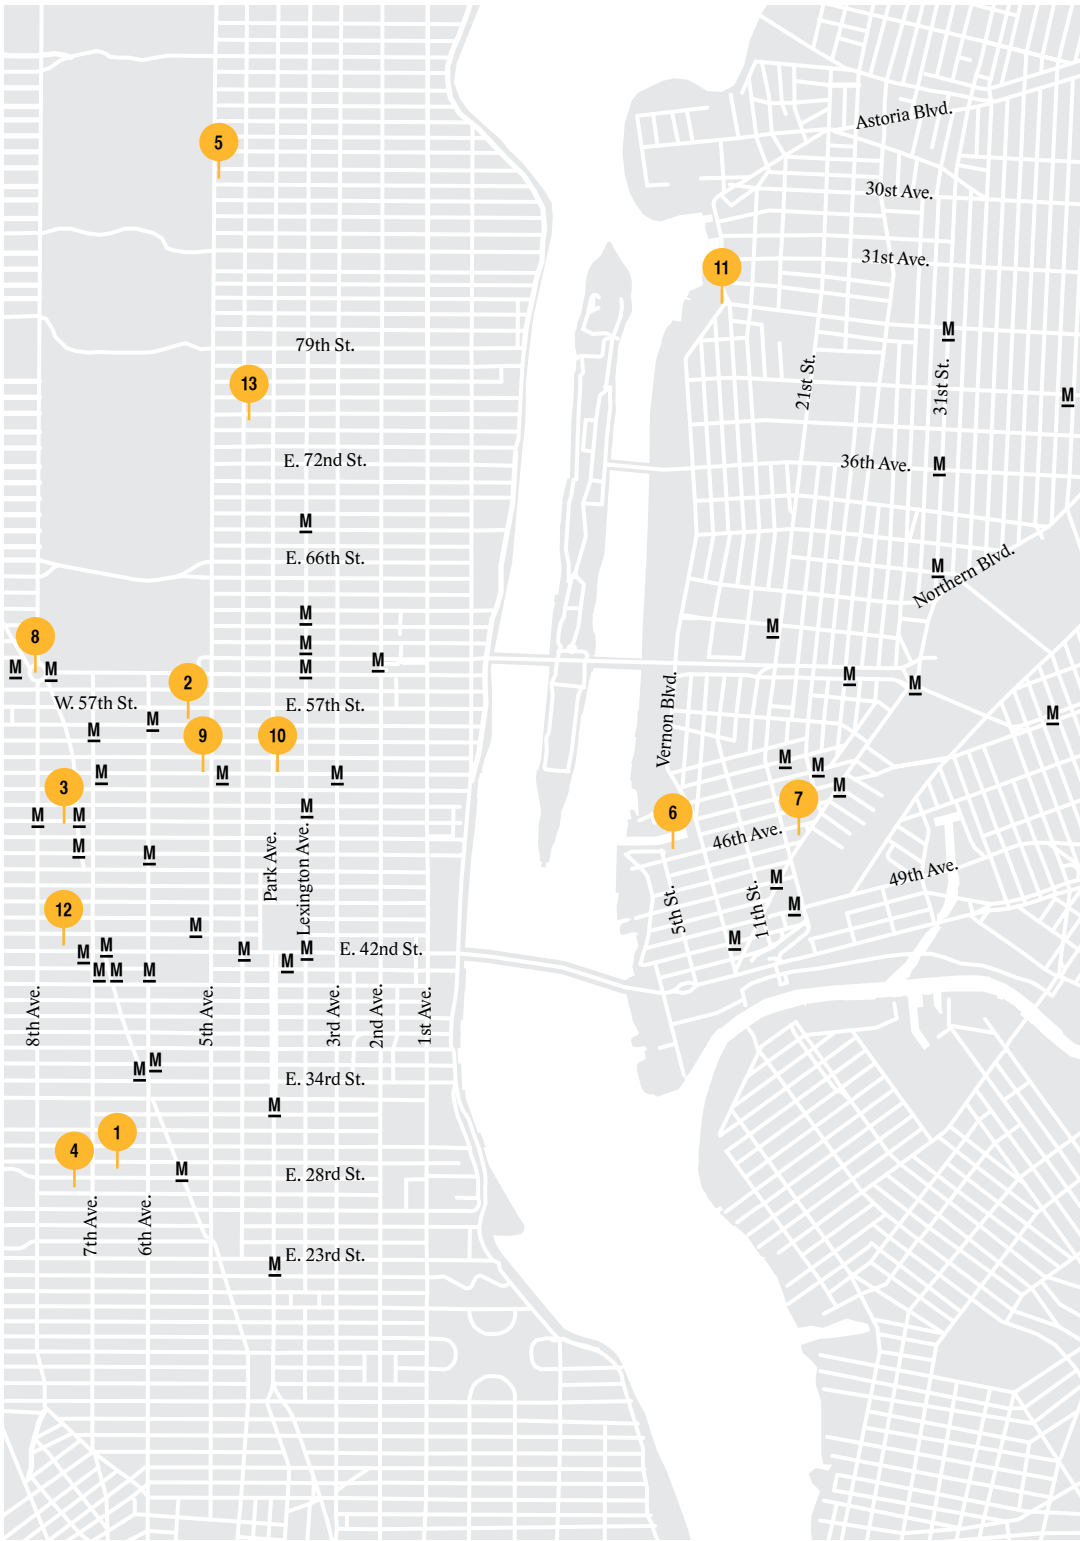 Astoria Blvd.
5
30st Ave.
31st Ave.
11
M
79th St.
13
21st St.
31st St.
M
E. 72nd St.
36th Ave.
M
M
E. 66th St.
M
Northern Blvd.
M
M
8
M
M
M
M
M
M
M
M
2
W. 57th St.
E. 57th St.
Vernon Blvd.
M
M
M
9
10
M
M
M
M
M
M
3
7
6
M
M
M
46th Ave.
Park Ave.
Lexington Ave.
M
M
49th Ave.
M
5th St.
11th St.
M
12
M
M
M
M
M
M
M
E. 42nd St.
M
M
M
M
8th Ave.
5th Ave.
3rd Ave.
2nd Ave.
1st Ave.
M
M
E. 34rd St.
M
1
4
M
E. 28rd St.
7th Ave.
6th Ave.
E. 23rd St.
M